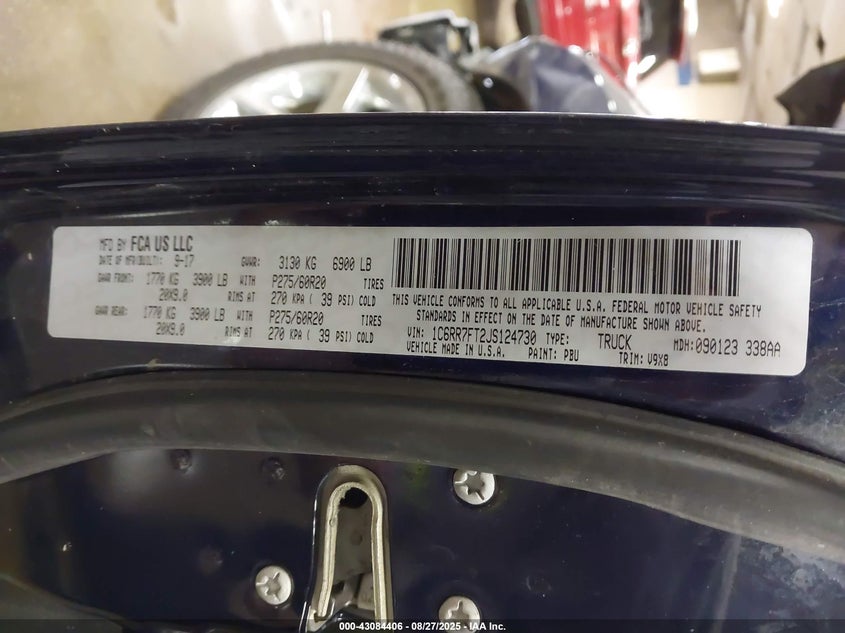 MFD BY FCA US LLC
DATE OF MFR(BUILT): 9-17 GVWR: 3130 KG 6900 LB
GAWR FRONT: 1770 KG 3900 LB WITH P275/60R20 TIRES
20X9.0 RIMS AT 270 KPA ( 39 PSI) COLD
GAWR REAR: 1770 KG 3900 LB WITH P275/60R20 TIRES
20X9.0 RIMS AT 270 KPA ( 39 PSI) COLD
THIS VEHICLE CONFORMS TO ALL APPLICABLE U.S.A. FEDERAL MOTOR VEHICLE SAFETY
STANDARDS IN EFFECT ON THE DATE OF MANUFACTURE SHOWN ABOVE.
VIN: 1C6RR7FT2JS124730 TYPE: TRUCK MDH:090123 338AA
VEHICLE MADE IN U.S.A. PAINT: PBU TRIM: V9X8
000-43084406 - 08/27/2025 - IAA Inc.